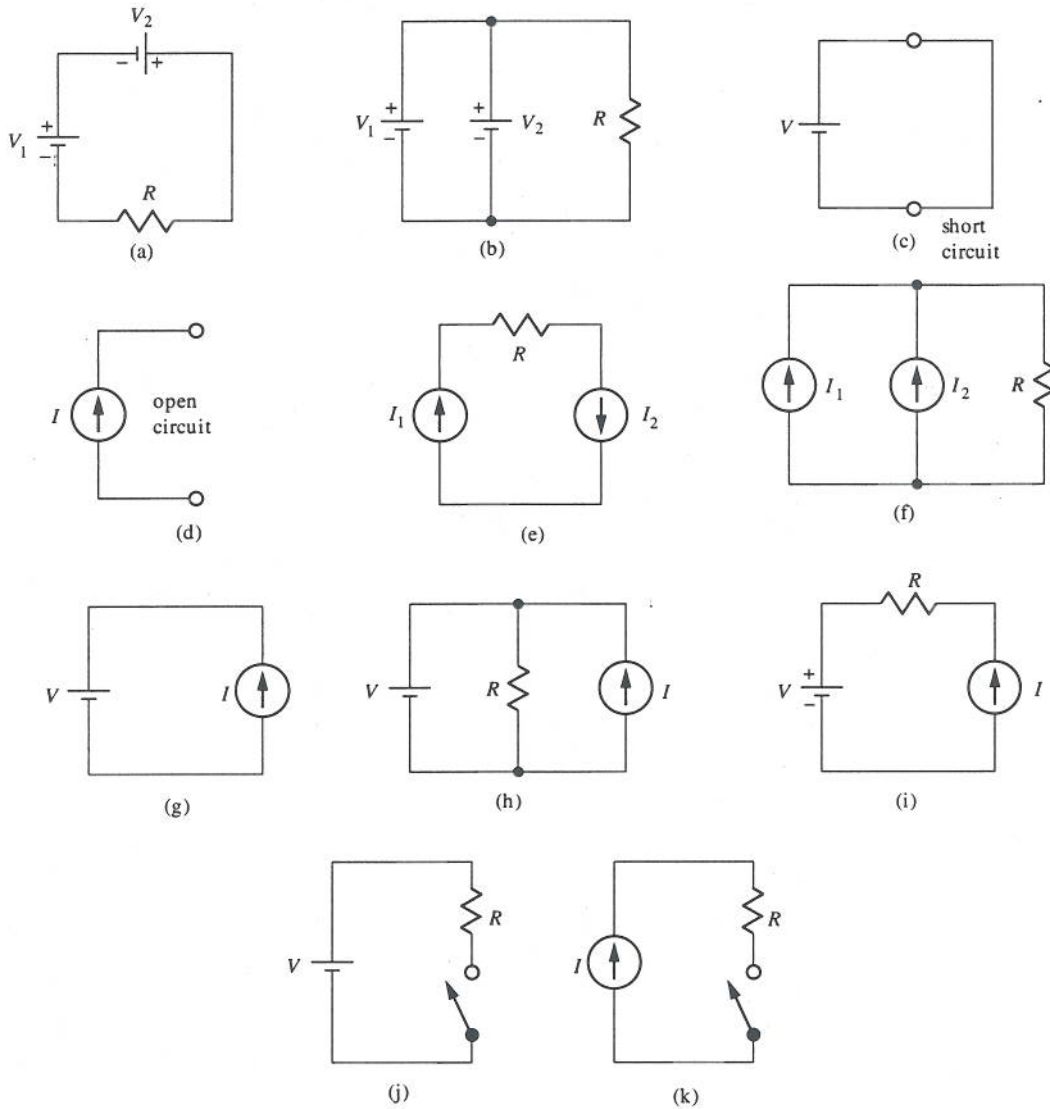 V2
− +
+
V1
−
R
(a)
+ +
V1 V2 R
− −
(b)
V
(c)
short
circuit
I
open
circuit
(d)
R
I1 I2
(e)
I1 I2 R
(f)
V I
(g)
V R I
(h)
R
+
V I
−
(i)
R
V
(j)
R
I
(k)